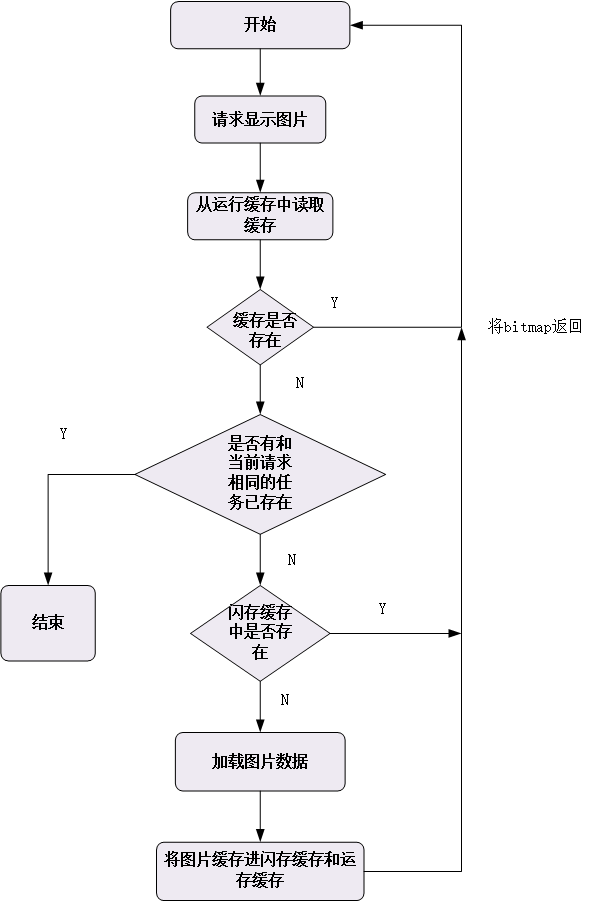 开始
请求显示图片
从运行缓存中读取
缓存
缓存是否
存在
Y
将bitmap返回
N
是否有和
当前请求
相同的任
务已存在
Y
N
结束
闪存缓存
中是否存
在
Y
N
加载图片数据
将图片缓存进闪存缓存和运
存缓存